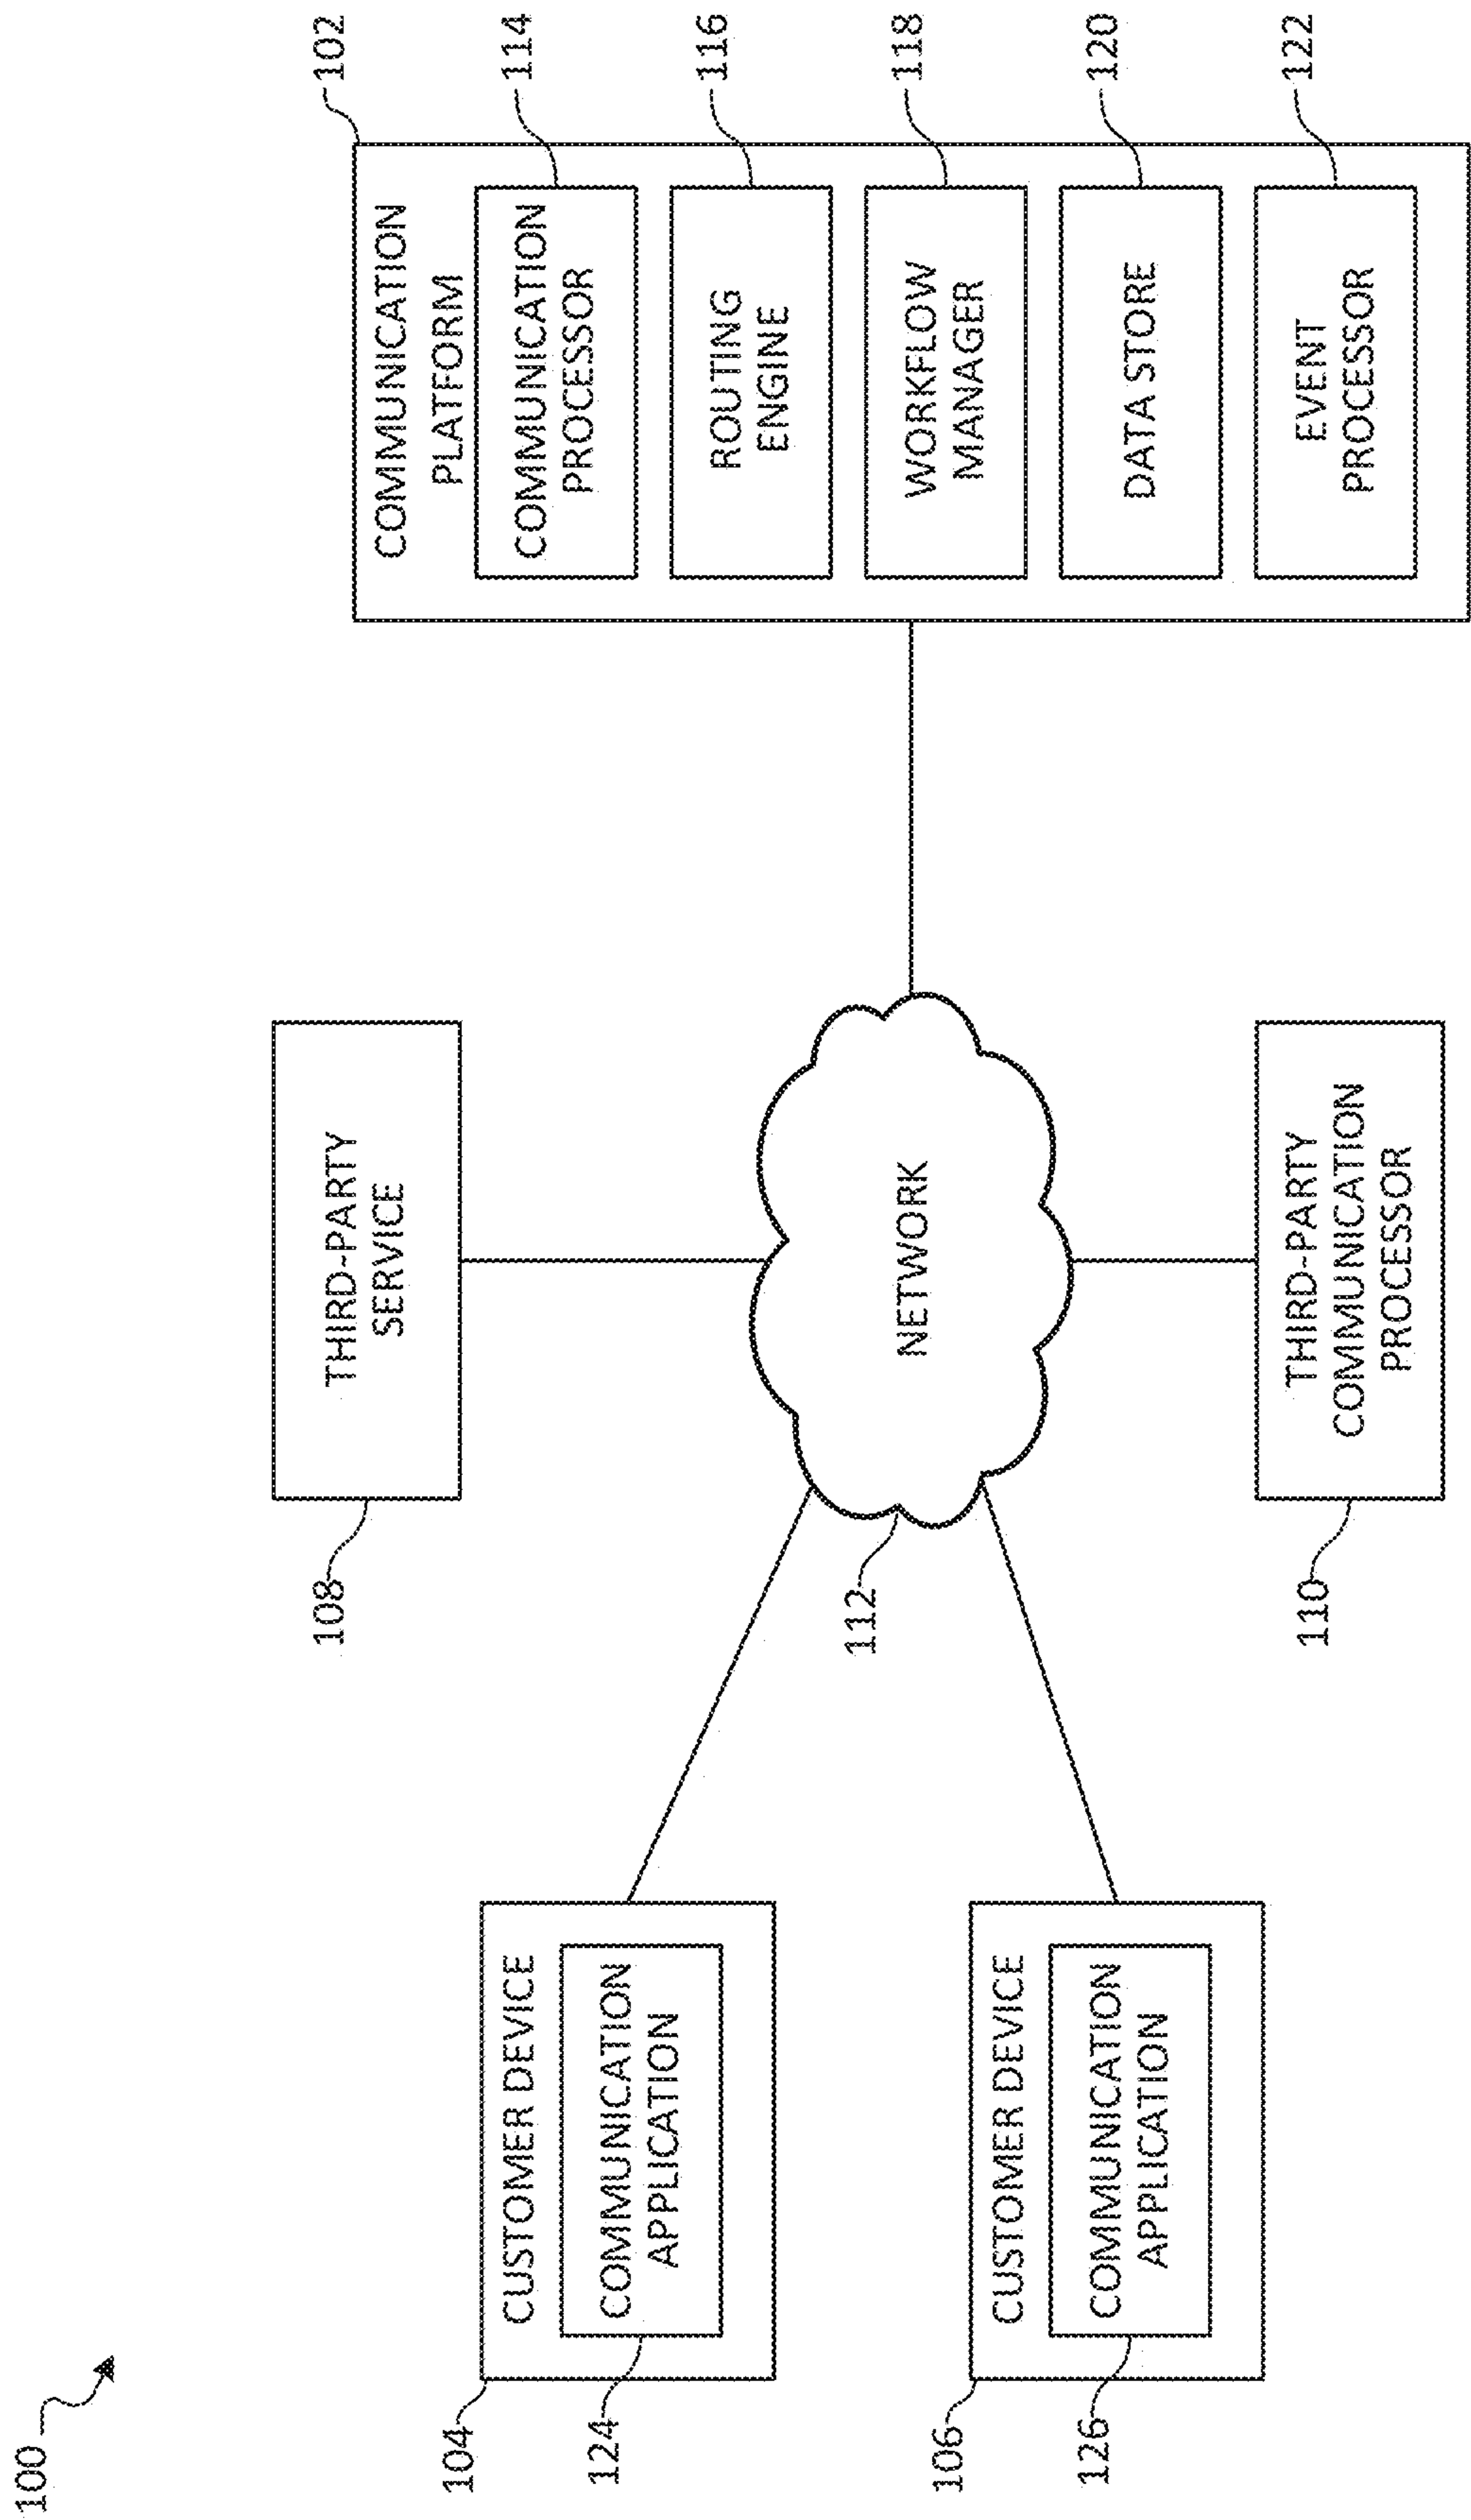 100
THIRD-PARTY
SERVICE
108
COMMUNICATION
PLATFORM
102
COMMUNICATION
PROCESSOR
114
ROUTING
ENGINE
116
WORKFLOW
MANAGER
118
DATA STORE
120
EVENT
PROCESSOR
122
CUSTOMER DEVICE
104
COMMUNICATION
APPLICATION
124
NETWORK
112
CUSTOMER DEVICE
106
COMMUNICATION
APPLICATION
126
THIRD-PARTY
COMMUNICATION
PROCESSOR
110